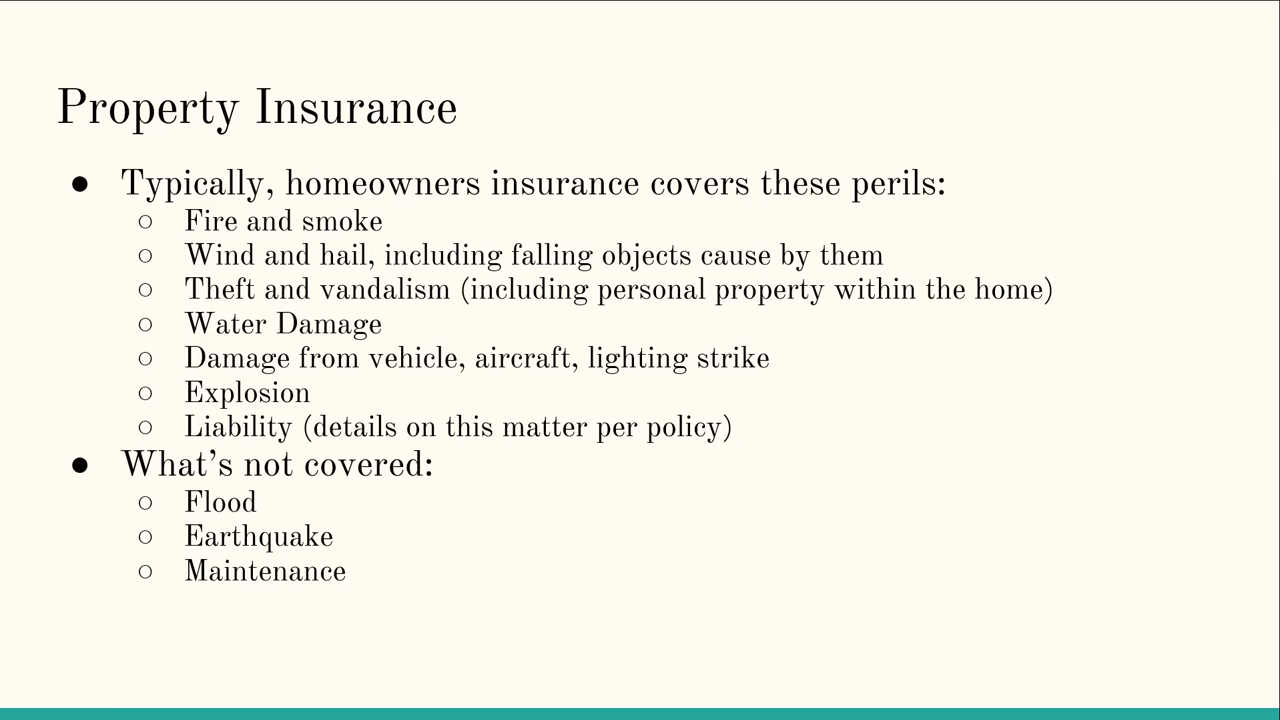 Property Insurance
● Typically, homeowners insurance covers these perils:
○ Fire and smoke
○ Wind and hail, including falling objects cause by them
○ Theft and vandalism (including personal property within the home)
○ Water Damage
○ Damage from vehicle, aircraft, lighting strike
○ Explosion
○ Liability (details on this matter per policy)
● What’s not covered:
○ Flood
○ Earthquake
○ Maintenance